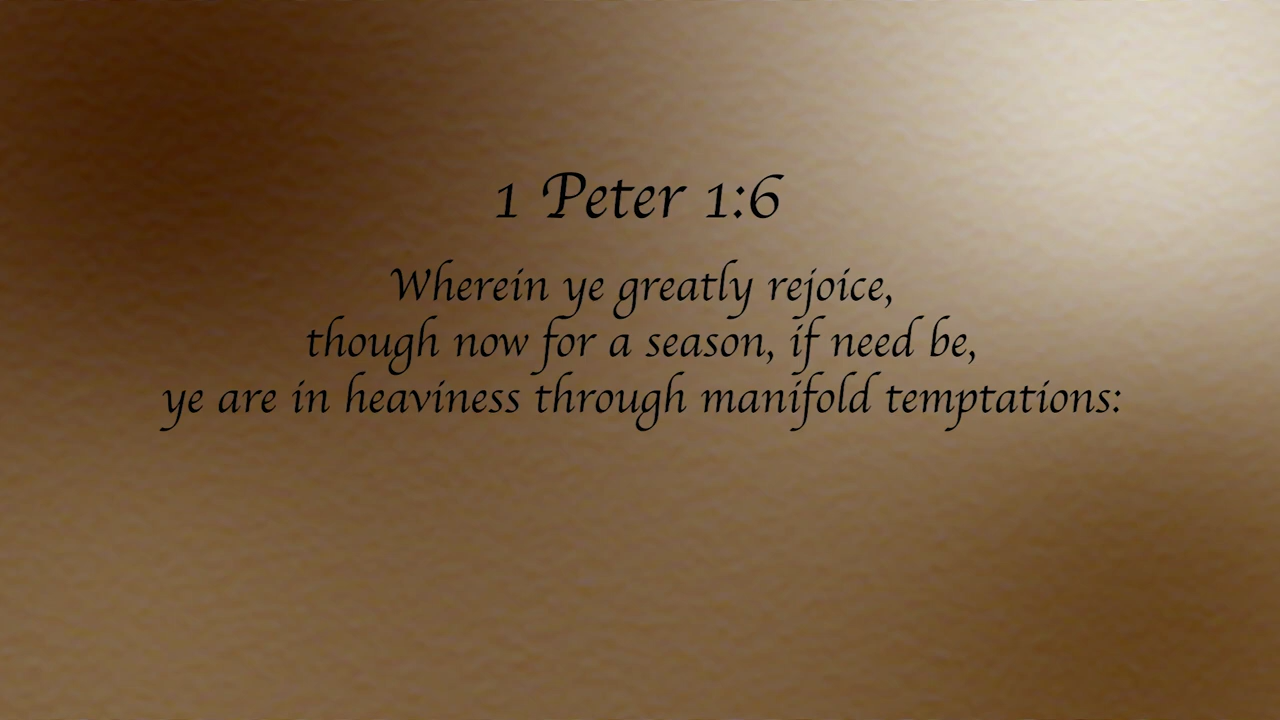 1 Peter 1:6
Wherein ye greatly rejoice,
though now for a season, if need be,
ye are in heaviness through manifold temptations: